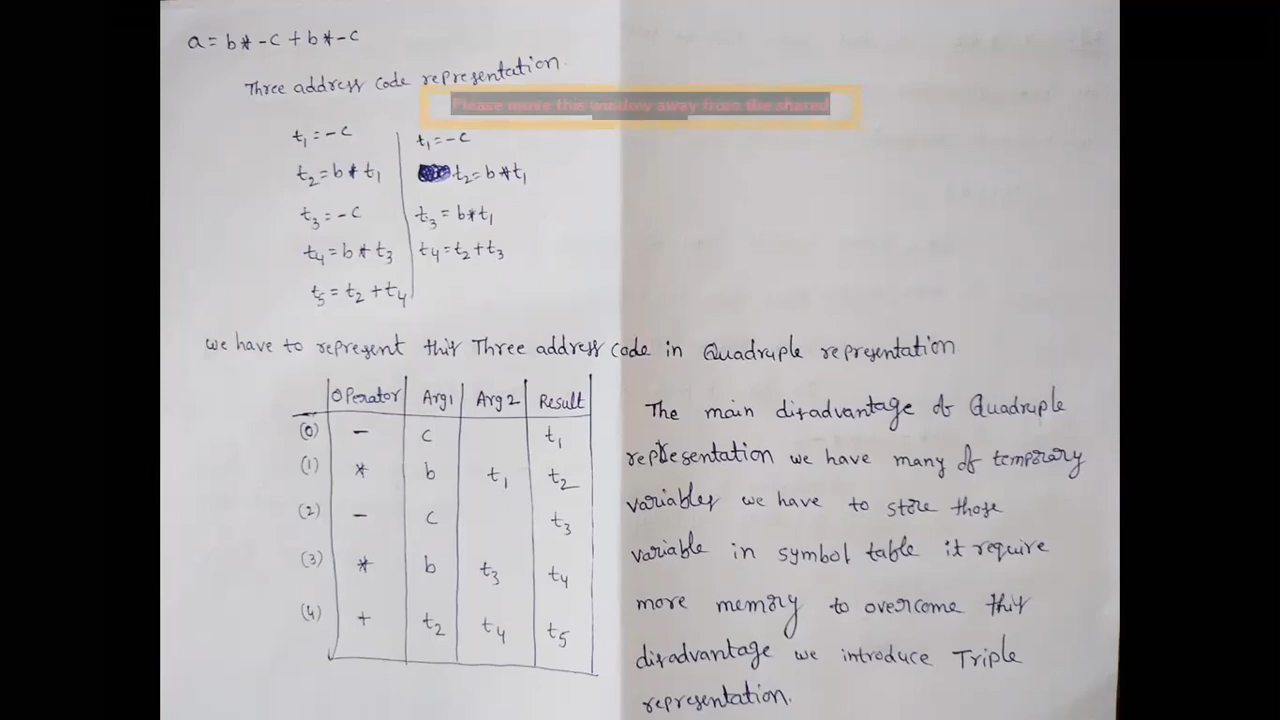 a = b * -c + b * -c
Three address code representation.
Please move this window away from the shared
t1 = -c
t2 = b * t1
t3 = -c
t4 = b * t3
t5 = t2 + t4
t1 = -c
t2 = b * t1
t3 = b * t1
t4 = t2 + t3
we have to represent this Three address code in Quadruple representation
Operator Arg1 Arg2 Result
(0) - c t1
(1) * b t1 t2
(2) - c t3
(3) * b t3 t4
(4) + t2 t4 t5
The main disadvantage of Quadruple
representation we have many of temporary
variables we have to store those
variable in symbol table it require
more memory to overcome this
disadvantage we introduce Triple
representation.